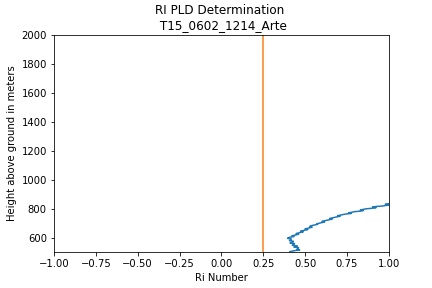 RI PLD Determination
T15_0602_1214_Arte
2000
1800
1600
1400
1200
1000
800
600
Height above ground in meters
−1.00 −0.75 −0.50 −0.25 0.00 0.25 0.50 0.75 1.00
Ri Number